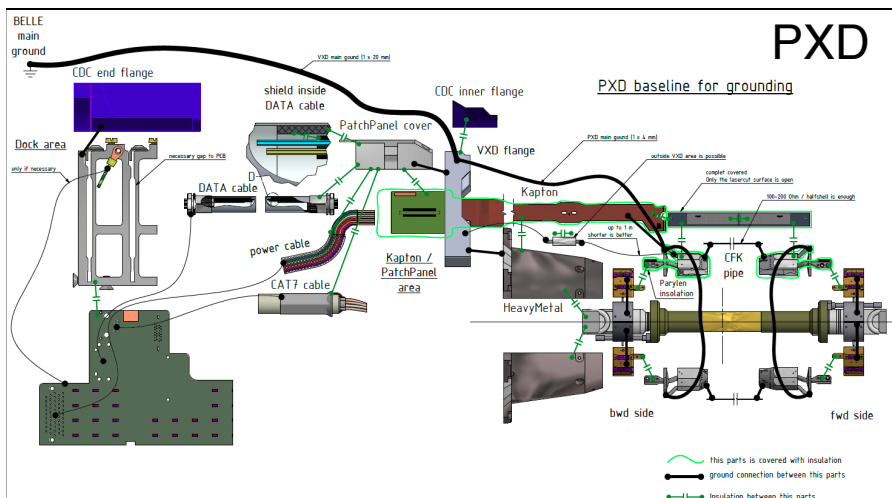 BELLE
main
ground
PXD
VXD main gound (1 x 20 mm)
CDC end flange
shield inside
DATA cable
CDC inner flange
PXD baseline for grounding
PatchPanel cover
Dock area
VXD flange
PXD main gound (1 x 4 mm)
only if necessary
necessary gap to PCB
outside VXD area is possible
complet covered
Only the lasercut surface is open
D-
DATA cable
Kapton
100-200 Ohm / halfshell is enough
power cable
up to 1 m
shorter is better
Kapton /
PatchPanel
area
CFK
pipe
CAT7 cable
Parylen
insolation
HeavyMetal
bwd side
fwd side
this parts is covered with insulation
ground connection between this parts
Insulation between this parts